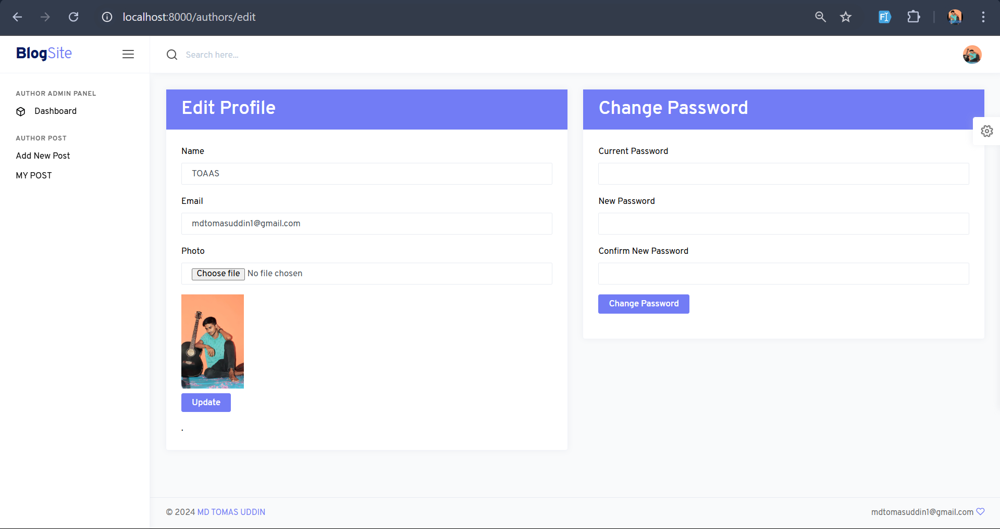 localhost:8000/authors/edit
BlogSite
Search here...
AUTHOR ADMIN PANEL
Dashboard
AUTHOR POST
Add New Post
MY POST
Edit Profile
Name
TOAAS
Email
mdtomasuddin1@gmail.com
Photo
Choose file No file chosen
Update
.
Change Password
Current Password
New Password
Confirm New Password
Change Password
© 2024 MD TOMAS UDDIN
mdtomasuddin1@gmail.com